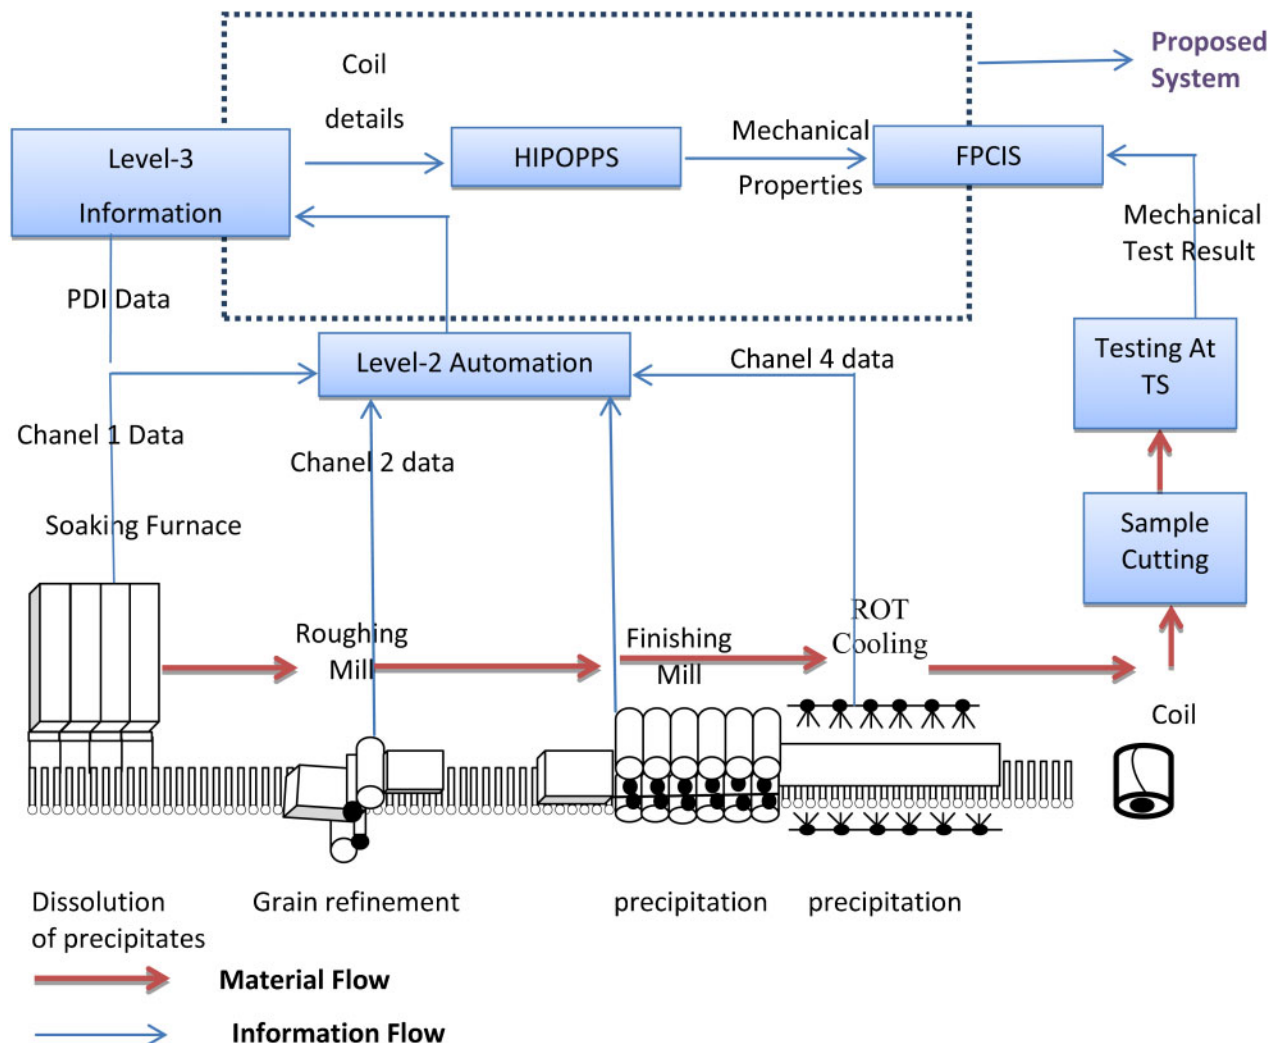 Proposed
System
Coil
details
Level-3
Information
HIPOPPS
Mechanical
Properties
FPCIS
Mechanical
Test Result
PDI Data
Level-2 Automation
Chanel 4 data
Testing At
TS
Chanel 1 Data
Chanel 2 data
Soaking Furnace
Sample
Cutting
Roughing
Mill
Finishing
Mill
ROT
Cooling
Coil
Dissolution
of precipitates
Grain refinement
precipitation
precipitation
Material Flow
Information Flow